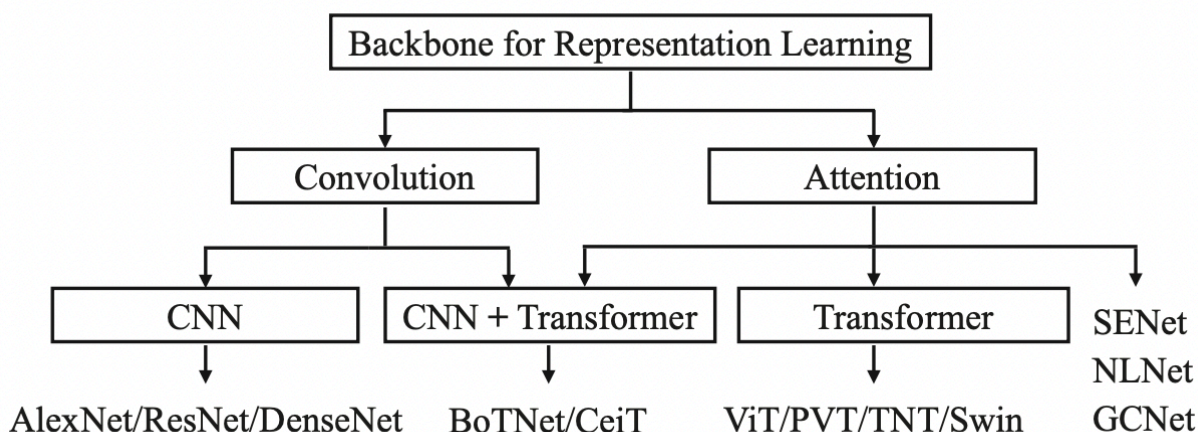 Backbone for Representation Learning
Convolution
Attention
CNN
CNN + Transformer
Transformer
SENet
NLNet
GCNet
AlexNet/ResNet/DenseNet
BoTNet/CeiT
ViT/PVT/TNT/Swin